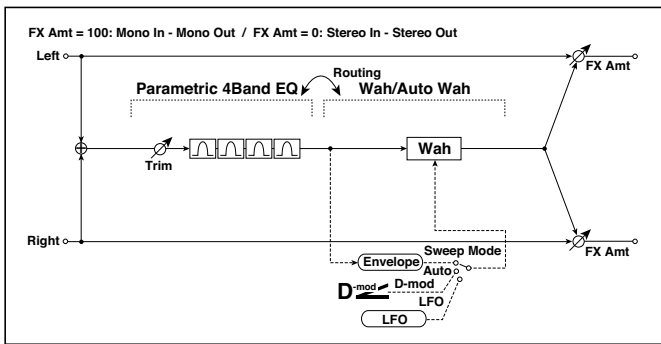 FX Amt = 100: Mono In - Mono Out / FX Amt = 0: Stereo In - Stereo Out
Left
FX Amt
Routing
Parametric 4Band EQ
Wah/Auto Wah
Trim
Wah
Right
FX Amt
Sweep Mode
Envelope
Auto
D-mod
D-mod
LFO
LFO